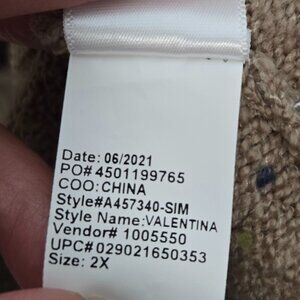 Date: 06/2021
PO# 4501199765
COO: CHINA
Style#A457340-SIM
Style Name: VALENTINA
Vendor# 1005550
UPC# 029021650353
Size: 2X